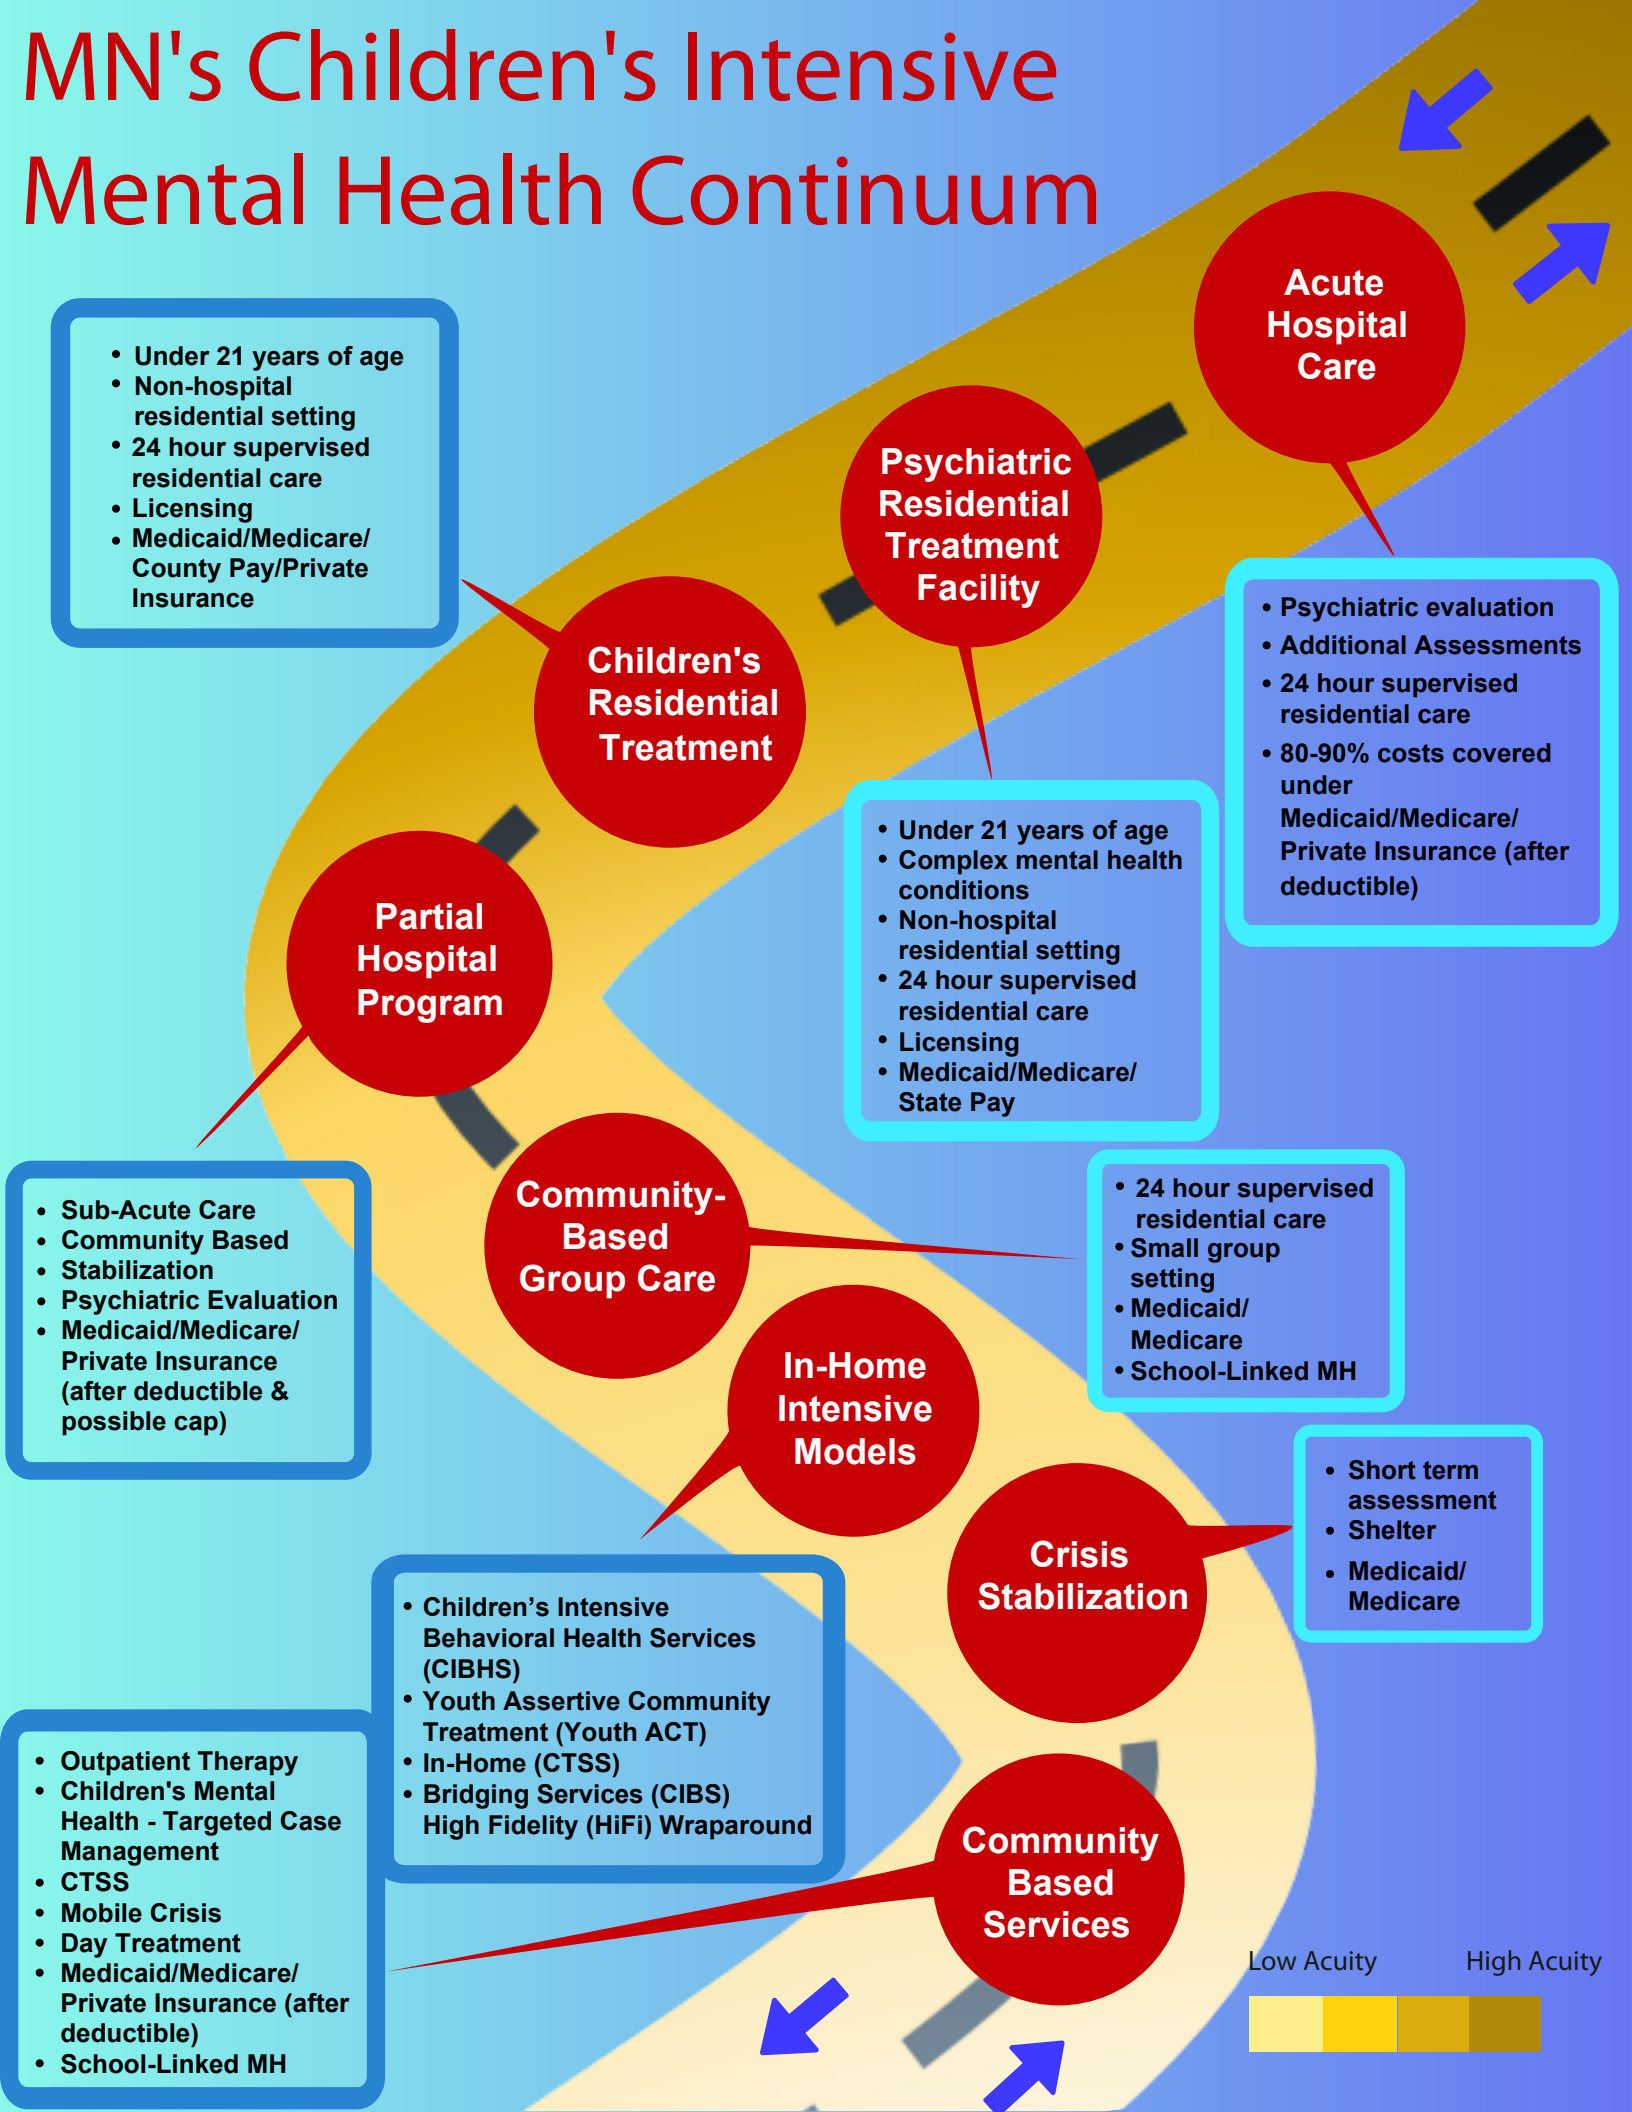 MN's Children's Intensive
Mental Health Continuum
Acute
Hospital
Care
• Psychiatric evaluation
• Additional Assessments
• 24 hour supervised
residential care
• 80-90% costs covered
under
Medicaid/Medicare/
Private Insurance (after
deductible)
Psychiatric
Residential
Treatment
Facility
• Under 21 years of age
• Complex mental health
conditions
• Non-hospital
residential setting
• 24 hour supervised
residential care
• Licensing
• Medicaid/Medicare/
State Pay
• Under 21 years of age
• Non-hospital
residential setting
• 24 hour supervised
residential care
• Licensing
• Medicaid/Medicare/
County Pay/Private
Insurance
Children's
Residential
Treatment
Partial
Hospital
Program
• Sub-Acute Care
• Community Based
• Stabilization
• Psychiatric Evaluation
• Medicaid/Medicare/
Private Insurance
(after deductible &
possible cap)
Community-
Based
Group Care
• 24 hour supervised
residential care
• Small group
setting
• Medicaid/
Medicare
• School-Linked MH
In-Home
Intensive
Models
• Children’s Intensive
Behavioral Health Services
(CIBHS)
• Youth Assertive Community
Treatment (Youth ACT)
• In-Home (CTSS)
• Bridging Services (CIBS)
High Fidelity (HiFi) Wraparound
Crisis
Stabilization
• Short term
assessment
• Shelter
• Medicaid/
Medicare
Community
Based
Services
• Outpatient Therapy
• Children's Mental
Health - Targeted Case
Management
• CTSS
• Mobile Crisis
• Day Treatment
• Medicaid/Medicare/
Private Insurance (after
deductible)
• School-Linked MH
Low Acuity High Acuity